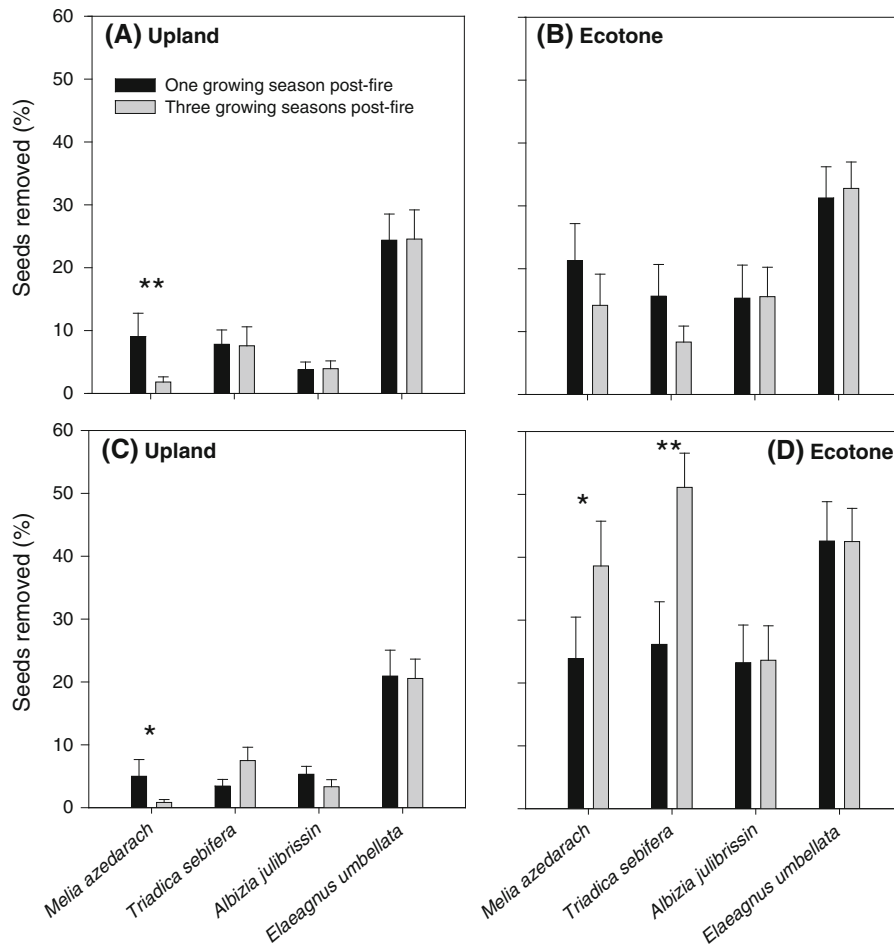 (A) Upland
(B) Ecotone
One growing season post-fire
Three growing seasons post-fire
Seeds removed (%)
60
50
40
30
20
10
0
**
(C) Upland
(D) Ecotone
Seeds removed (%)
60
50
40
30
20
10
0
*
*
**
Melia azedarach
Triadica sebifera
Albizia julibrissin
Elaeagnus umbellata
Melia azedarach
Triadica sebifera
Albizia julibrissin
Elaeagnus umbellata